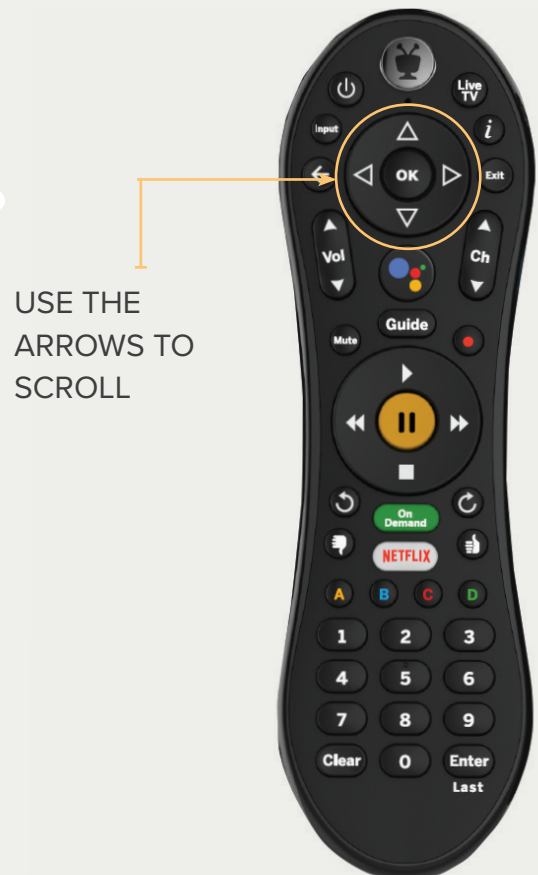 Live
TV
Input
i
OK
Exit
Vol
Ch
USE THE
ARROWS TO
SCROLL
Guide
Mute
On
Demand
NETFLIX
A B C D
1 2 3
4 5 6
7 8 9
Clear 0 Enter
Last